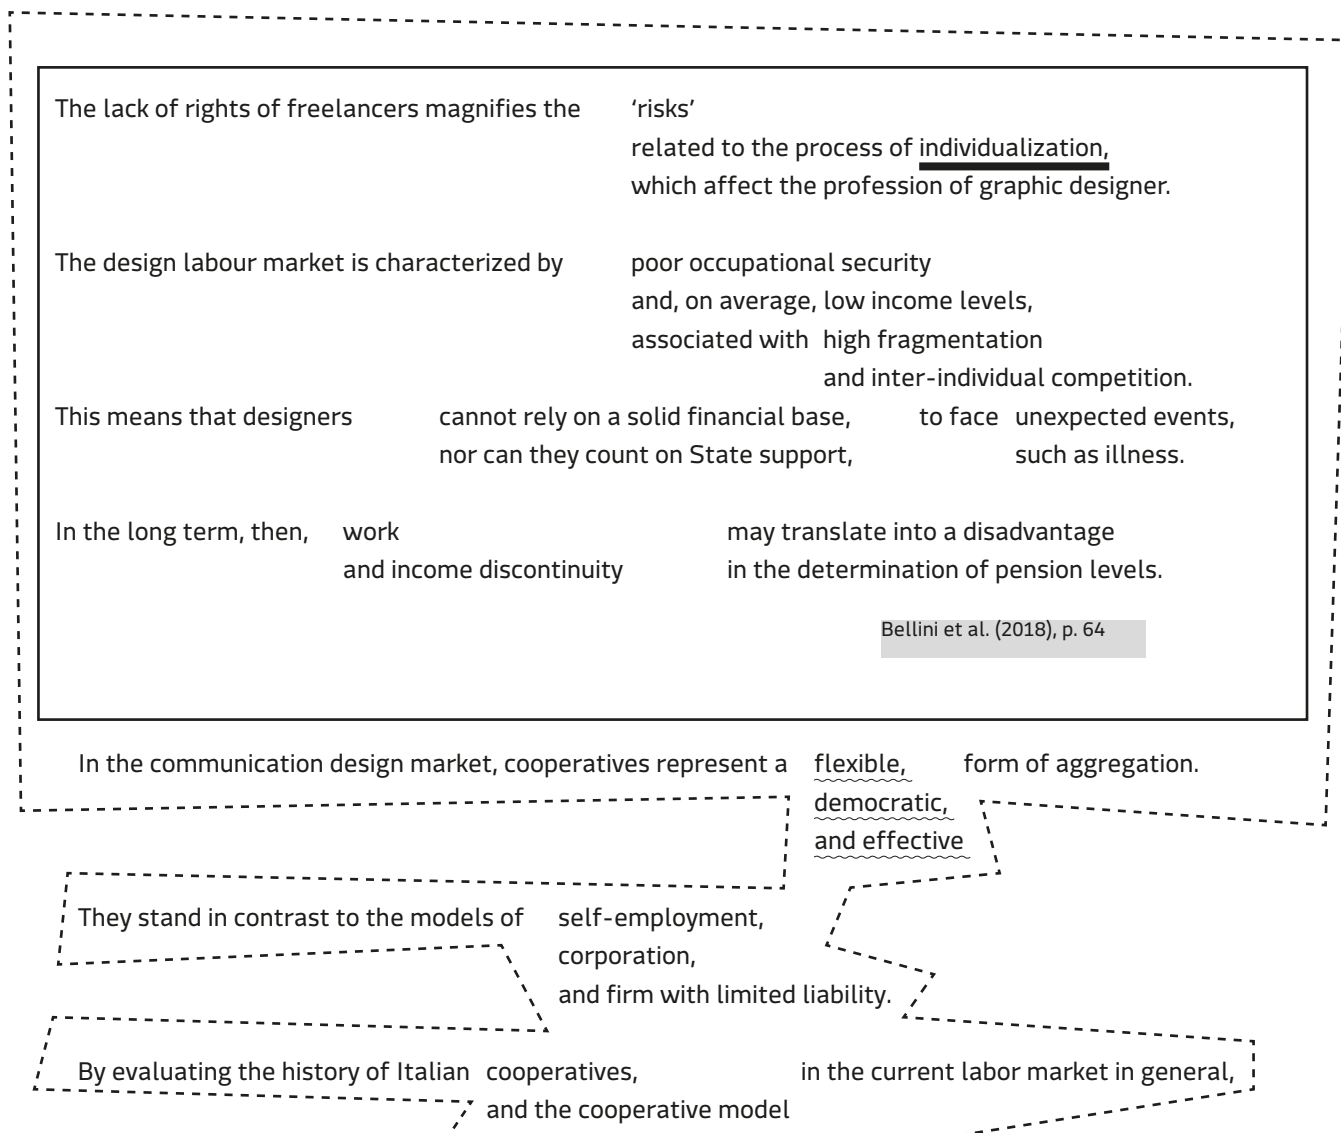 The lack of rights of freelancers magnifies the 'risks'
related to the process of individualization,
which affect the profession of graphic designer.
The design labour market is characterized by poor occupational security
and, on average, low income levels,
associated with high fragmentation
and inter-individual competition.
This means that designers cannot rely on a solid financial base, to face unexpected events,
nor can they count on State support, such as illness.
In the long term, then, work may translate into a disadvantage
and income discontinuity in the determination of pension levels.
Bellini et al. (2018), p. 64
In the communication design market, cooperatives represent a flexible, form of aggregation.
democratic,
and effective
They stand in contrast to the models of self-employment,
corporation,
and firm with limited liability.
By evaluating the history of Italian cooperatives, in the current labor market in general,
and the cooperative model